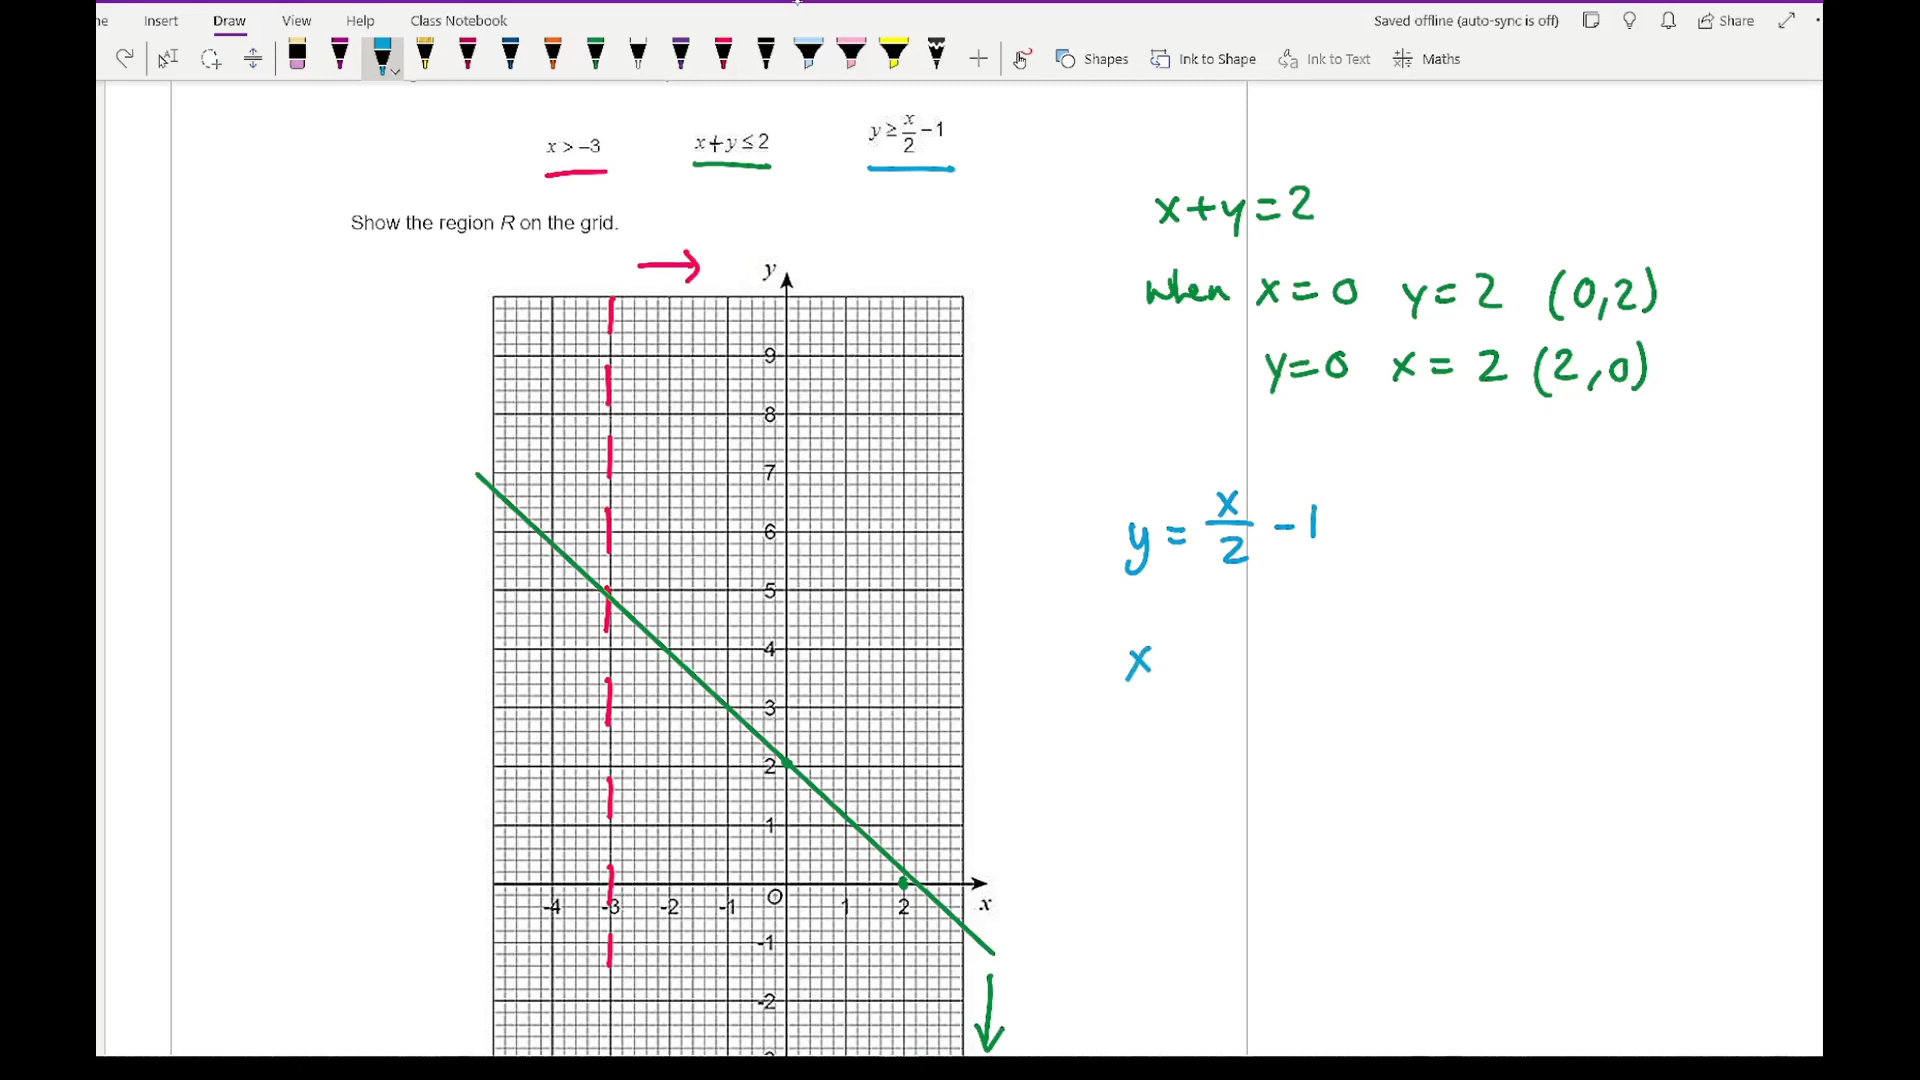 Insert Draw View Help Class Notebook Saved offline (auto-sync is off) Share
Shapes Ink to Shape Ink to Text Maths
x > –3 x + y ≤ 2 y ≥ x/2 – 1
Show the region R on the grid.
x + y = 2
when x = 0 y = 2 (0,2)
y = 0 x = 2 (2,0)
y = x/2 - 1
x
y
9
8
7
6
5
4
3
2
1
-4 -3 -2 -1 O 1 2 x
-1
-2